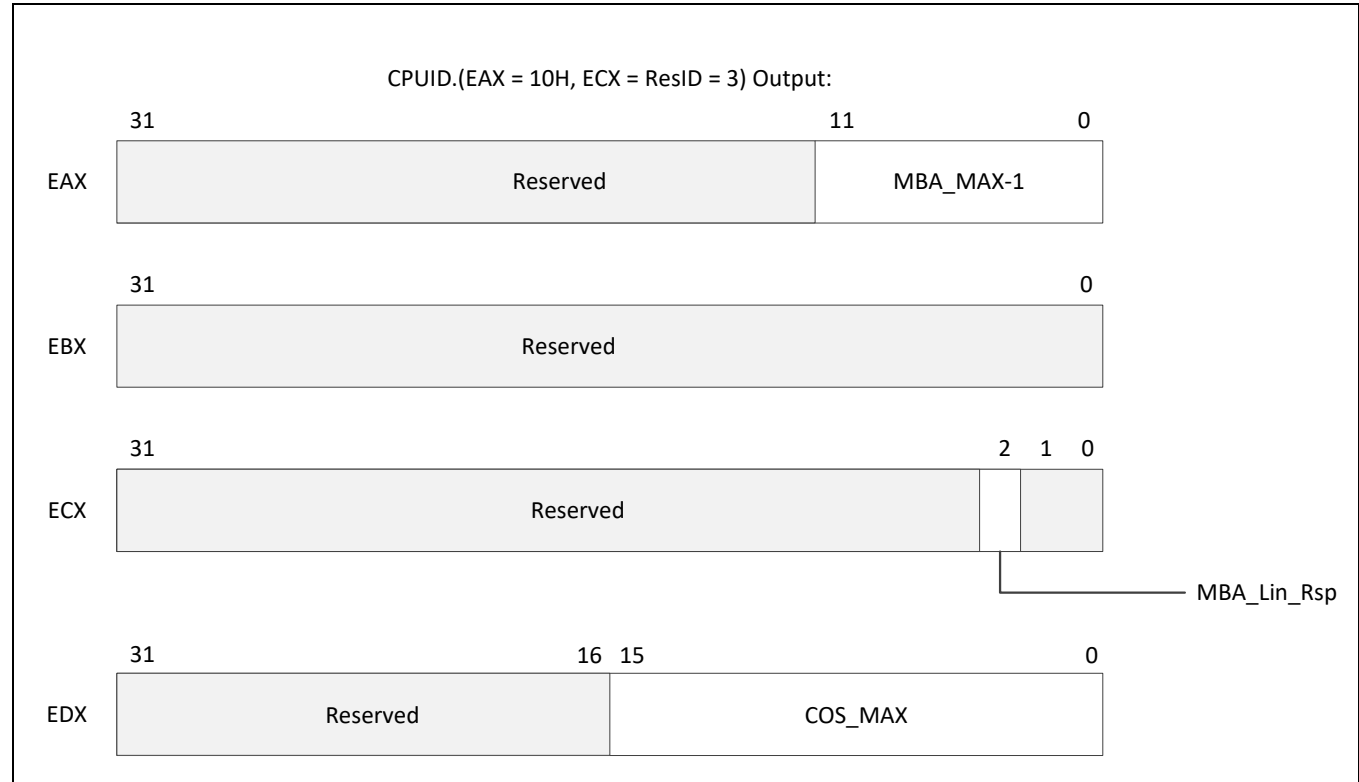 CPUID.(EAX = 10H, ECX = ResID = 3) Output:
31 11 0
EAX Reserved MBA_MAX-1
31 0
EBX Reserved
31 2 1 0
ECX Reserved
MBA_Lin_Rsp
31 16 15 0
EDX Reserved COS_MAX